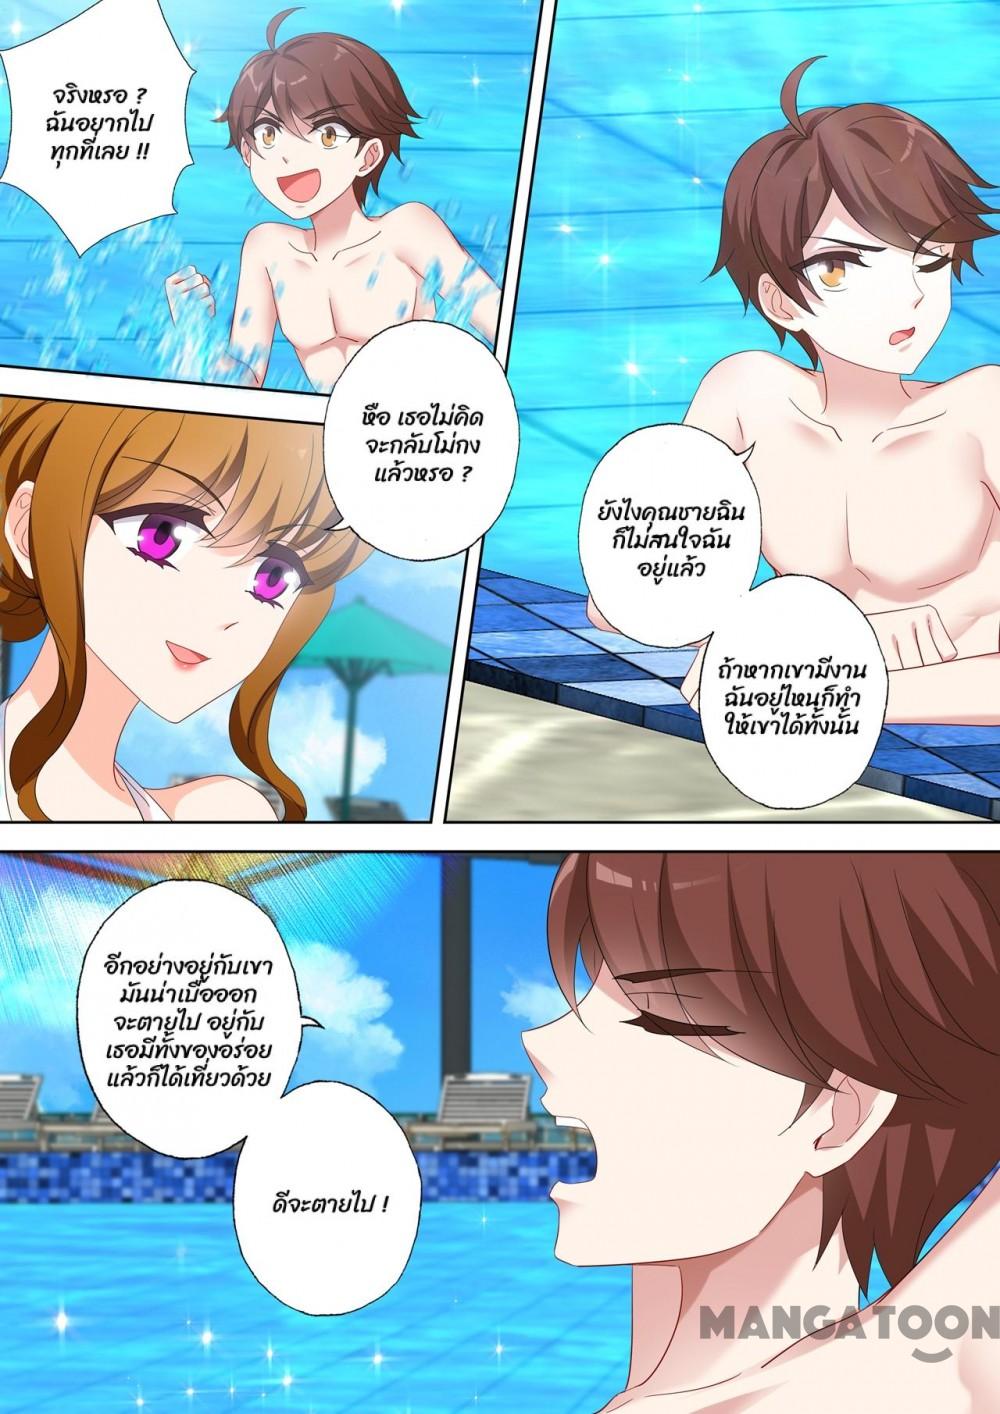 จริงหรอ ?
ฉันอยากไป
ทุกที่เลย !!
หือ เธอไม่คิด
จะกลับโม่กง
แล้วหรอ ?
ยังไงคุณชายฉิน
ก็ไม่สนใจฉัน
อยู่แล้ว
ถ้าหากเขามีงาน
ฉันอยู่ไหนก็ทำ
ให้เขาได้ทั้งนั้น
อีกอย่างอยู่กับเขา
มันน่าเบื่อออก
จะตายไป อยู่กับ
เธอมีทั้งของอร่อย
แล้วก็ได้เที่ยวด้วย
ดีจะตายไป !
MANGATOON